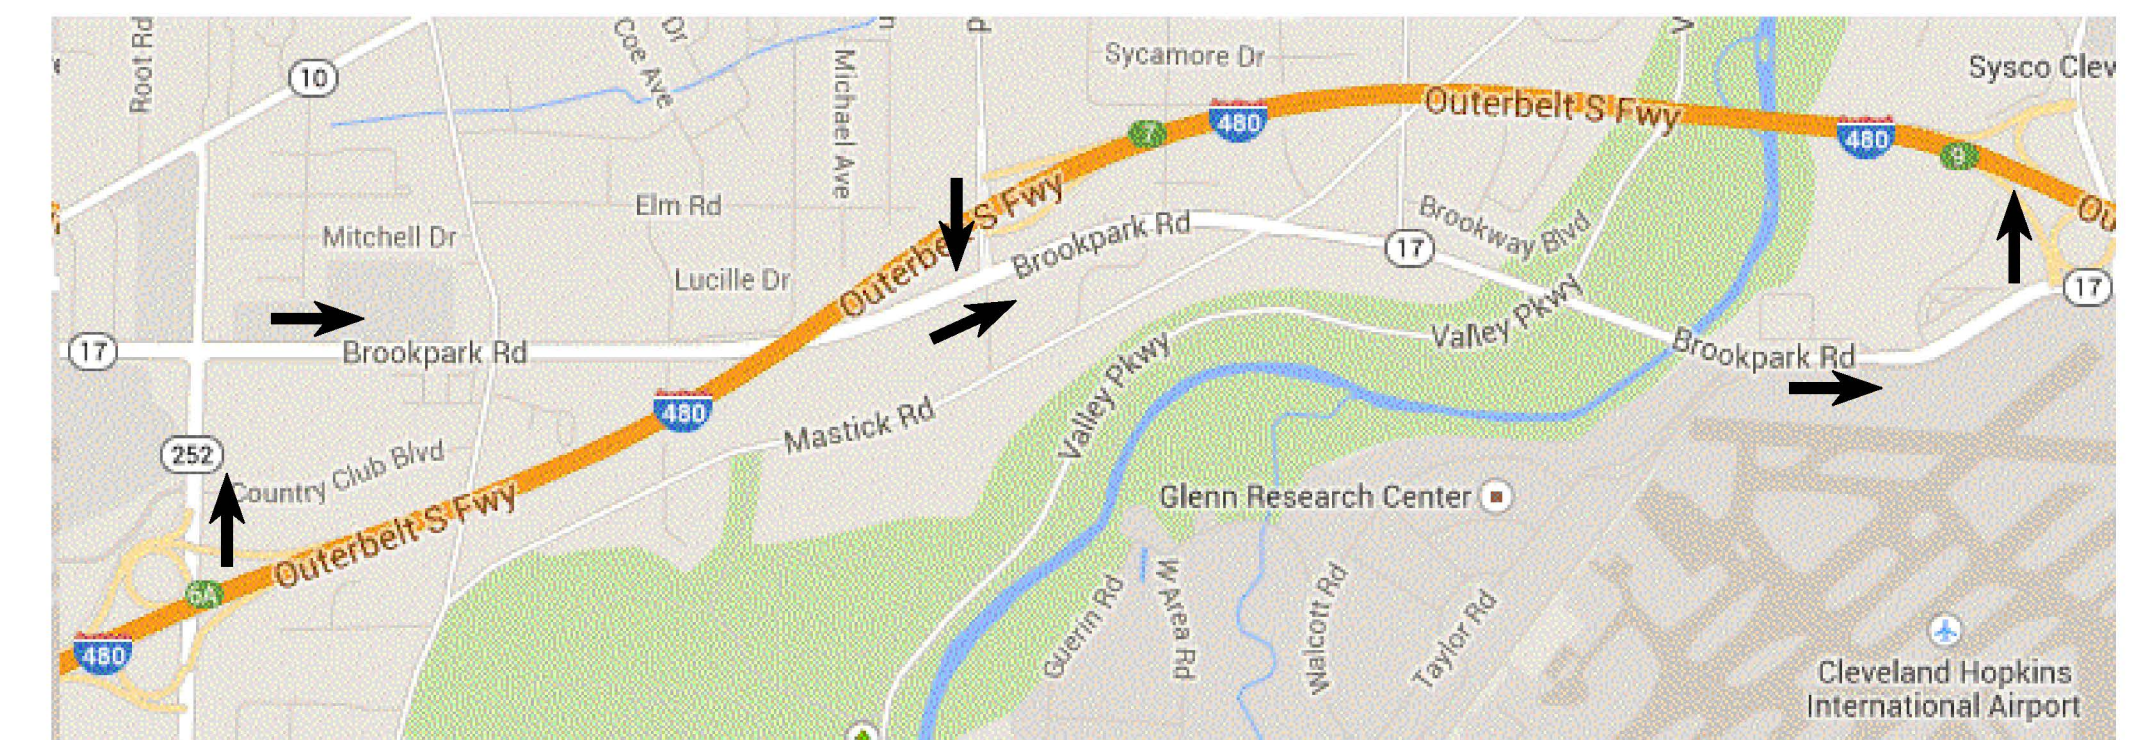 Root Rd
10
Dr
Coe Ave
Michael Ave
Sycamore Dr
Sysco Clev
Outerbelt S Fwy
7
480
480
9
Ou
Elm Rd
S Fwy
Mitchell Dr
Brookpark Rd
17
Brookway Blvd
Lucille Dr
Outerbe
17
17
Brookpark Rd
Valley Pkwy
Brookpark Rd
480
Mastick Rd
Valley Pkwy
252
Country Club Blvd
Outerbelt S Fwy
Glenn Research Center
6A
480
Guerin Rd
W Area Rd
Walcott Rd
Taylor Rd
Cleveland Hopkins
International Airport